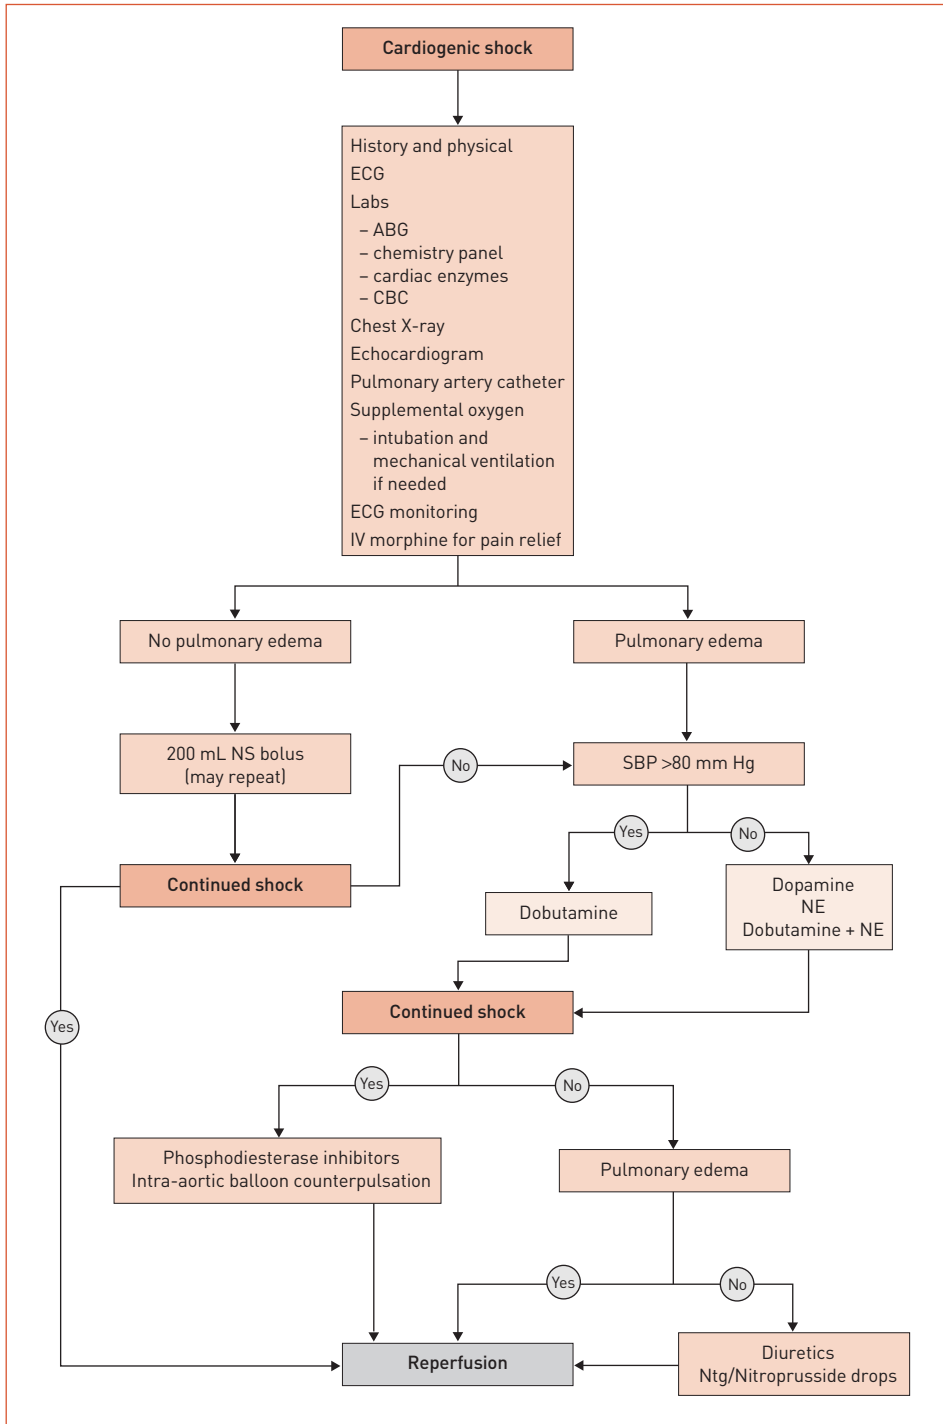 Cardiogenic shock
History and physical
ECG
Labs
– ABG
– chemistry panel
– cardiac enzymes
– CBC
Chest X-ray
Echocardiogram
Pulmonary artery catheter
Supplemental oxygen
– intubation and
mechanical ventilation
if needed
ECG monitoring
IV morphine for pain relief
No pulmonary edema
Pulmonary edema
200 mL NS bolus
(may repeat)
No
SBP >80 mm Hg
Yes
No
Continued shock
Dobutamine
Dopamine
NE
Dobutamine + NE
Continued shock
Yes
Yes
No
Phosphodiesterase inhibitors
Intra-aortic balloon counterpulsation
Pulmonary edema
Yes
No
Reperfusion
Diuretics
Ntg/Nitroprusside drops